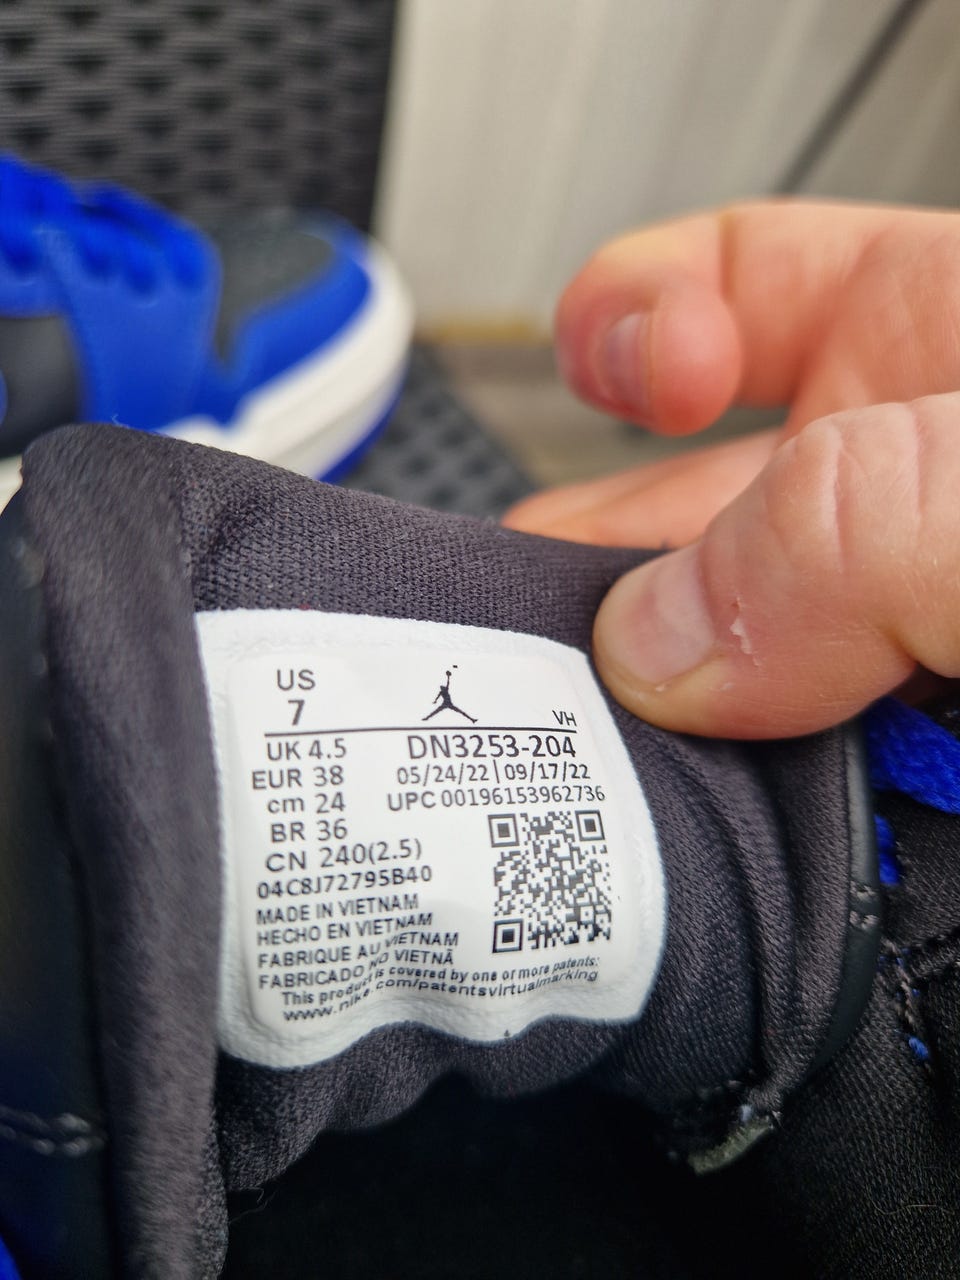 US
7
VH
UK 4.5
EUR 38
cm 24
BR 36
CN 240(2.5)
DN3253-204
05/24/22 | 09/17/22
UPC 00196153962736
04C8J72795B40
MADE IN VIETNAM
HECHO EN VIETNAM
FABRIQUE AU VIETNAM
FABRICADO NO VIETNÃ
This product is covered by one or more patents:
www.nike.com/patentsvirtualmarking